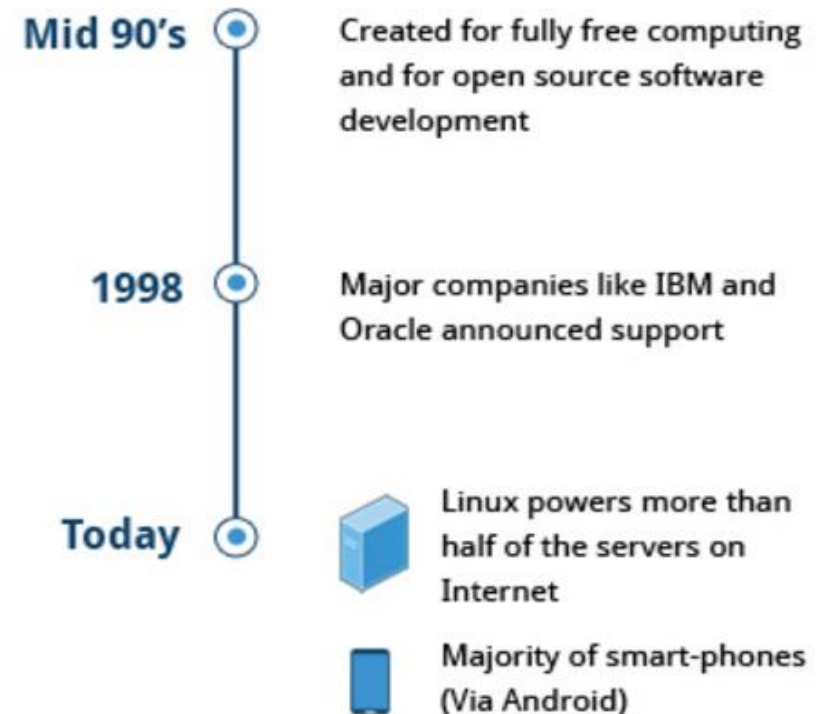 Mid 90's
Created for fully free computing
and for open source software
development
1998
Major companies like IBM and
Oracle announced support
Today
Linux powers more than
half of the servers on
Internet
Majority of smart-phones
(Via Android)